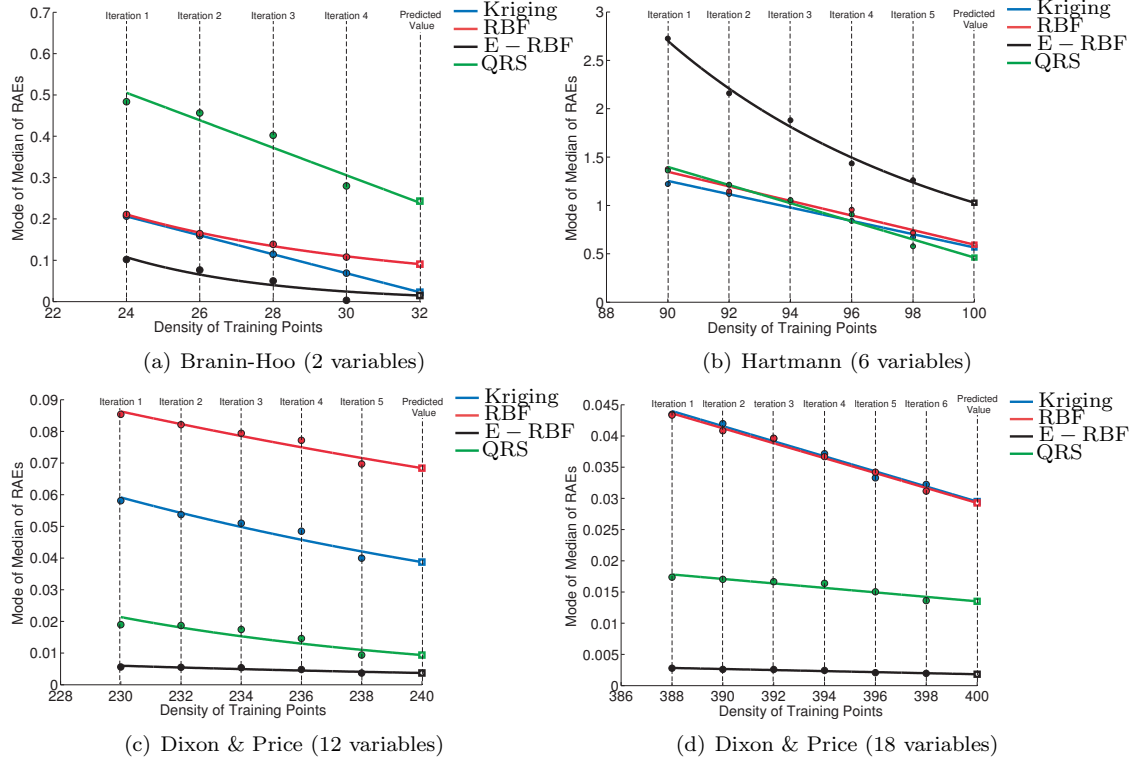 Iteration 1 Iteration 2 Iteration 3 Iteration 4 Predicted Value
Kriging
RBF
E − RBF
QRS
0.7
0.6
0.5
0.4
0.3
0.2
0.1
0
Mode of Median of RAEs
22 24 26 28 30 32
Density of Training Points
(a) Branin-Hoo (2 variables)
Iteration 1 Iteration 2 Iteration 3 Iteration 4 Iteration 5 Predicted Value
Kriging
RBF
E − RBF
QRS
3
2.5
2
1.5
1
0.5
0
Mode of Median of RAEs
88 90 92 94 96 98 100
Density of Training Points
(b) Hartmann (6 variables)
Iteration 1 Iteration 2 Iteration 3 Iteration 4 Iteration 5 Predicted Value
Kriging
RBF
E − RBF
QRS
0.09
0.08
0.07
0.06
0.05
0.04
0.03
0.02
0.01
0
Mode of Median of RAEs
228 230 232 234 236 238 240
Density of Training Points
(c) Dixon & Price (12 variables)
Iteration 1 Iteration 2 iteration 3 Iteration 4 Iteration 5 Iteration 6 Predicted Value
Kriging
RBF
E − RBF
QRS
0.045
0.04
0.035
0.03
0.025
0.02
0.015
0.01
0.005
0
Mode of Median of RAEs
386 388 390 392 394 396 398 400
Density of Training Points
(d) Dixon & Price (18 variables)